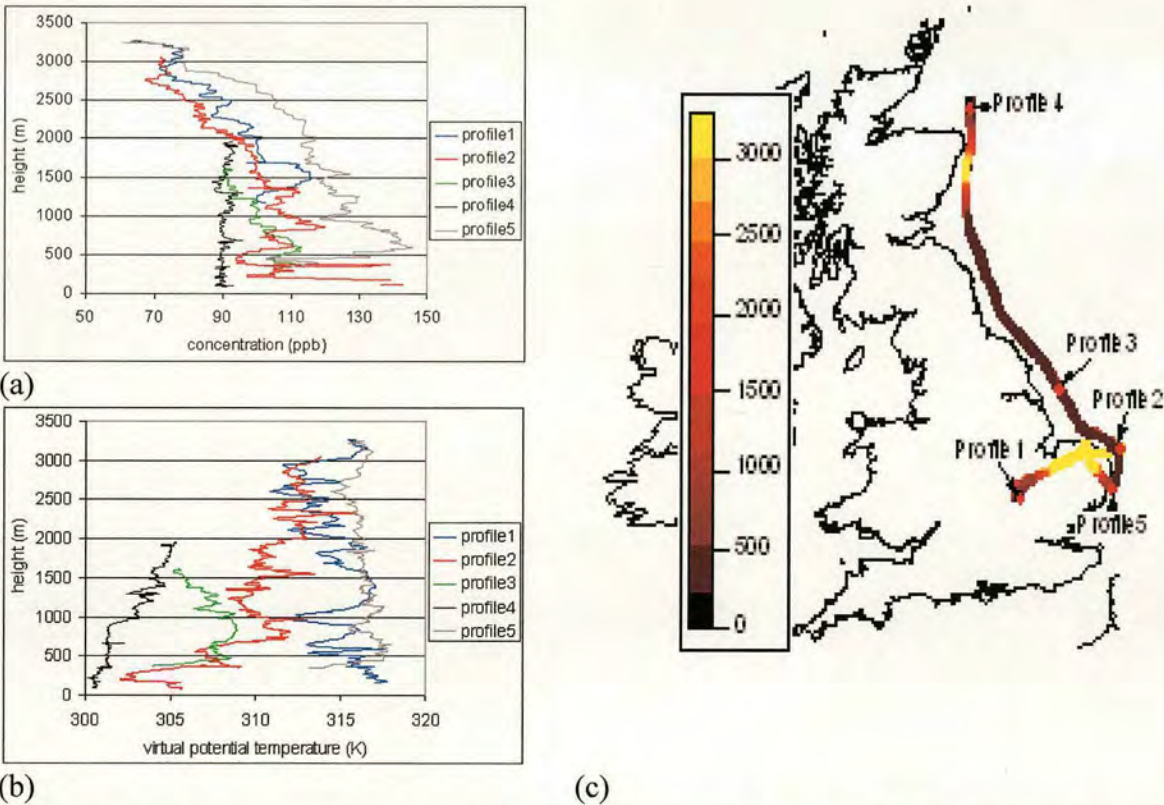 3500
3000
2500
2000
1500
1000
500
0
height (m)
50 70 90 110 130 150
concentration (ppb)
profile1
profile2
profile3
profile4
profile5
(a)
3500
3000
2500
2000
1500
1000
500
0
height (m)
300 305 310 315 320
virtual potential temperature (K)
profile1
profile2
profile3
profile4
profile5
(b)
3000
2500
2000
1500
1000
500
0
Profile 4
Profile 3
Profile 2
Profile 1
Profile 5
(c)